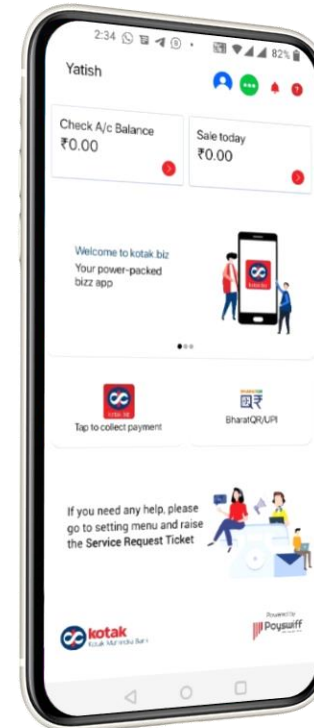 2:34
82%
Yatish
Check A/c Balance
₹0.00
Sale today
₹0.00
Welcome to kotak.biz
Your power-packed
bizz app
Tap to collect payment
BharatQR/UPI
If you need any help, please
go to setting menu and raise
the Service Request Ticket
kotak
Kotak Mahindra Bank
Powered by
Payswiff